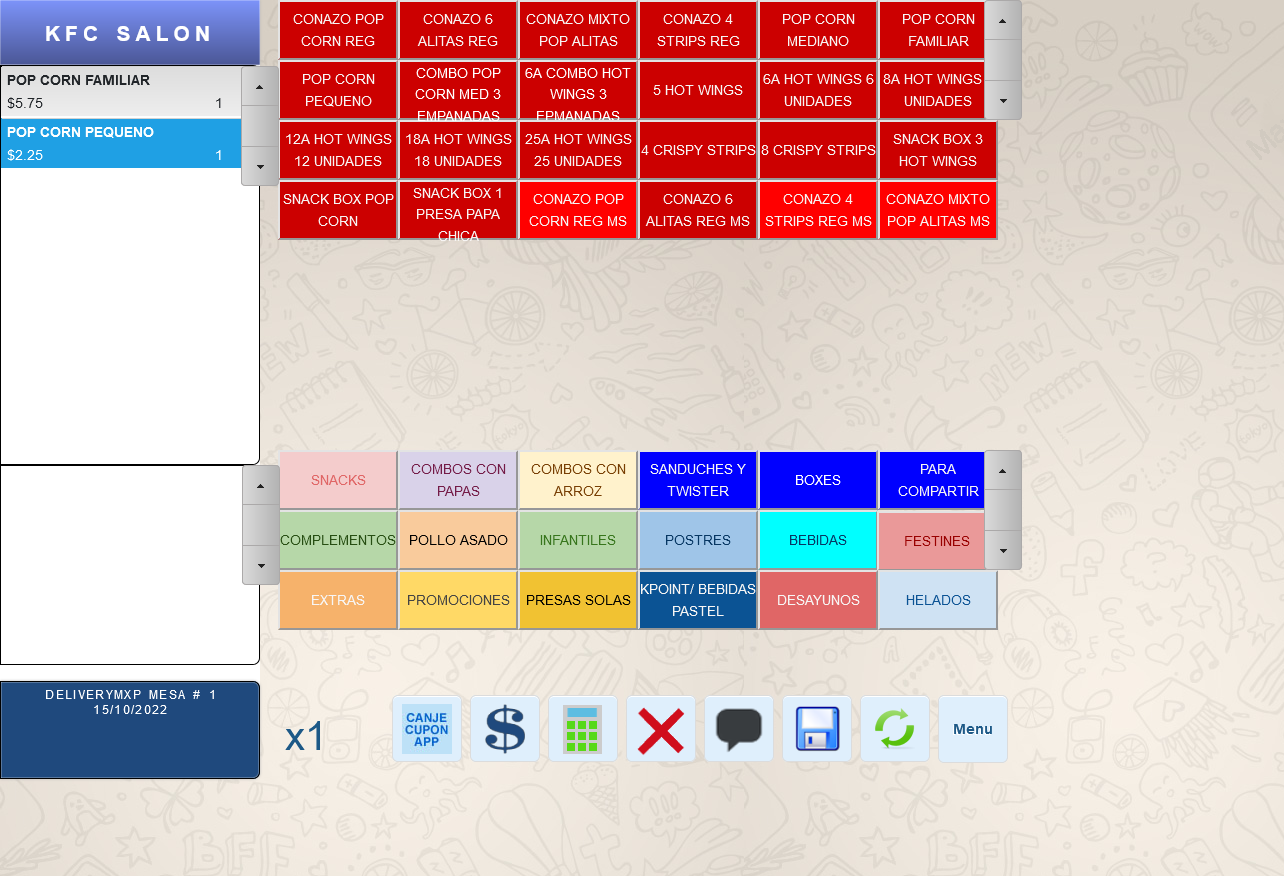 KFC SALON
POP CORN FAMILIAR
$5.75 1
POP CORN PEQUENO
$2.25 1
CONAZO POP
CORN REG
CONAZO 6
ALITAS REG
CONAZO MIXTO
POP ALITAS
CONAZO 4
STRIPS REG
POP CORN
MEDIANO
POP CORN
FAMILIAR
POP CORN
PEQUENO
COMBO POP
CORN MED 3
EMPANADAS
6A COMBO HOT
WINGS 3
EPMANADAS
5 HOT WINGS
6A HOT WINGS 6
UNIDADES
8A HOT WINGS
UNIDADES
12A HOT WINGS
12 UNIDADES
18A HOT WINGS
18 UNIDADES
25A HOT WINGS
25 UNIDADES
4 CRISPY STRIPS
8 CRISPY STRIPS
SNACK BOX 3
HOT WINGS
SNACK BOX POP
CORN
SNACK BOX 1
PRESA PAPA
CHICA
CONAZO POP
CORN REG MS
CONAZO 6
ALITAS REG MS
CONAZO 4
STRIPS REG MS
CONAZO MIXTO
POP ALITAS MS
SNACKS
COMBOS CON
PAPAS
COMBOS CON
ARROZ
SANDUCHES Y
TWISTER
BOXES
PARA
COMPARTIR
COMPLEMENTOS
POLLO ASADO
INFANTILES
POSTRES
BEBIDAS
FESTINES
EXTRAS
PROMOCIONES
PRESAS SOLAS
KPOINT/ BEBIDAS
PASTEL
DESAYUNOS
HELADOS
DELIVERYMXP MESA # 1
15/10/2022
x1
CANJE
CUPON
APP
$
Menu